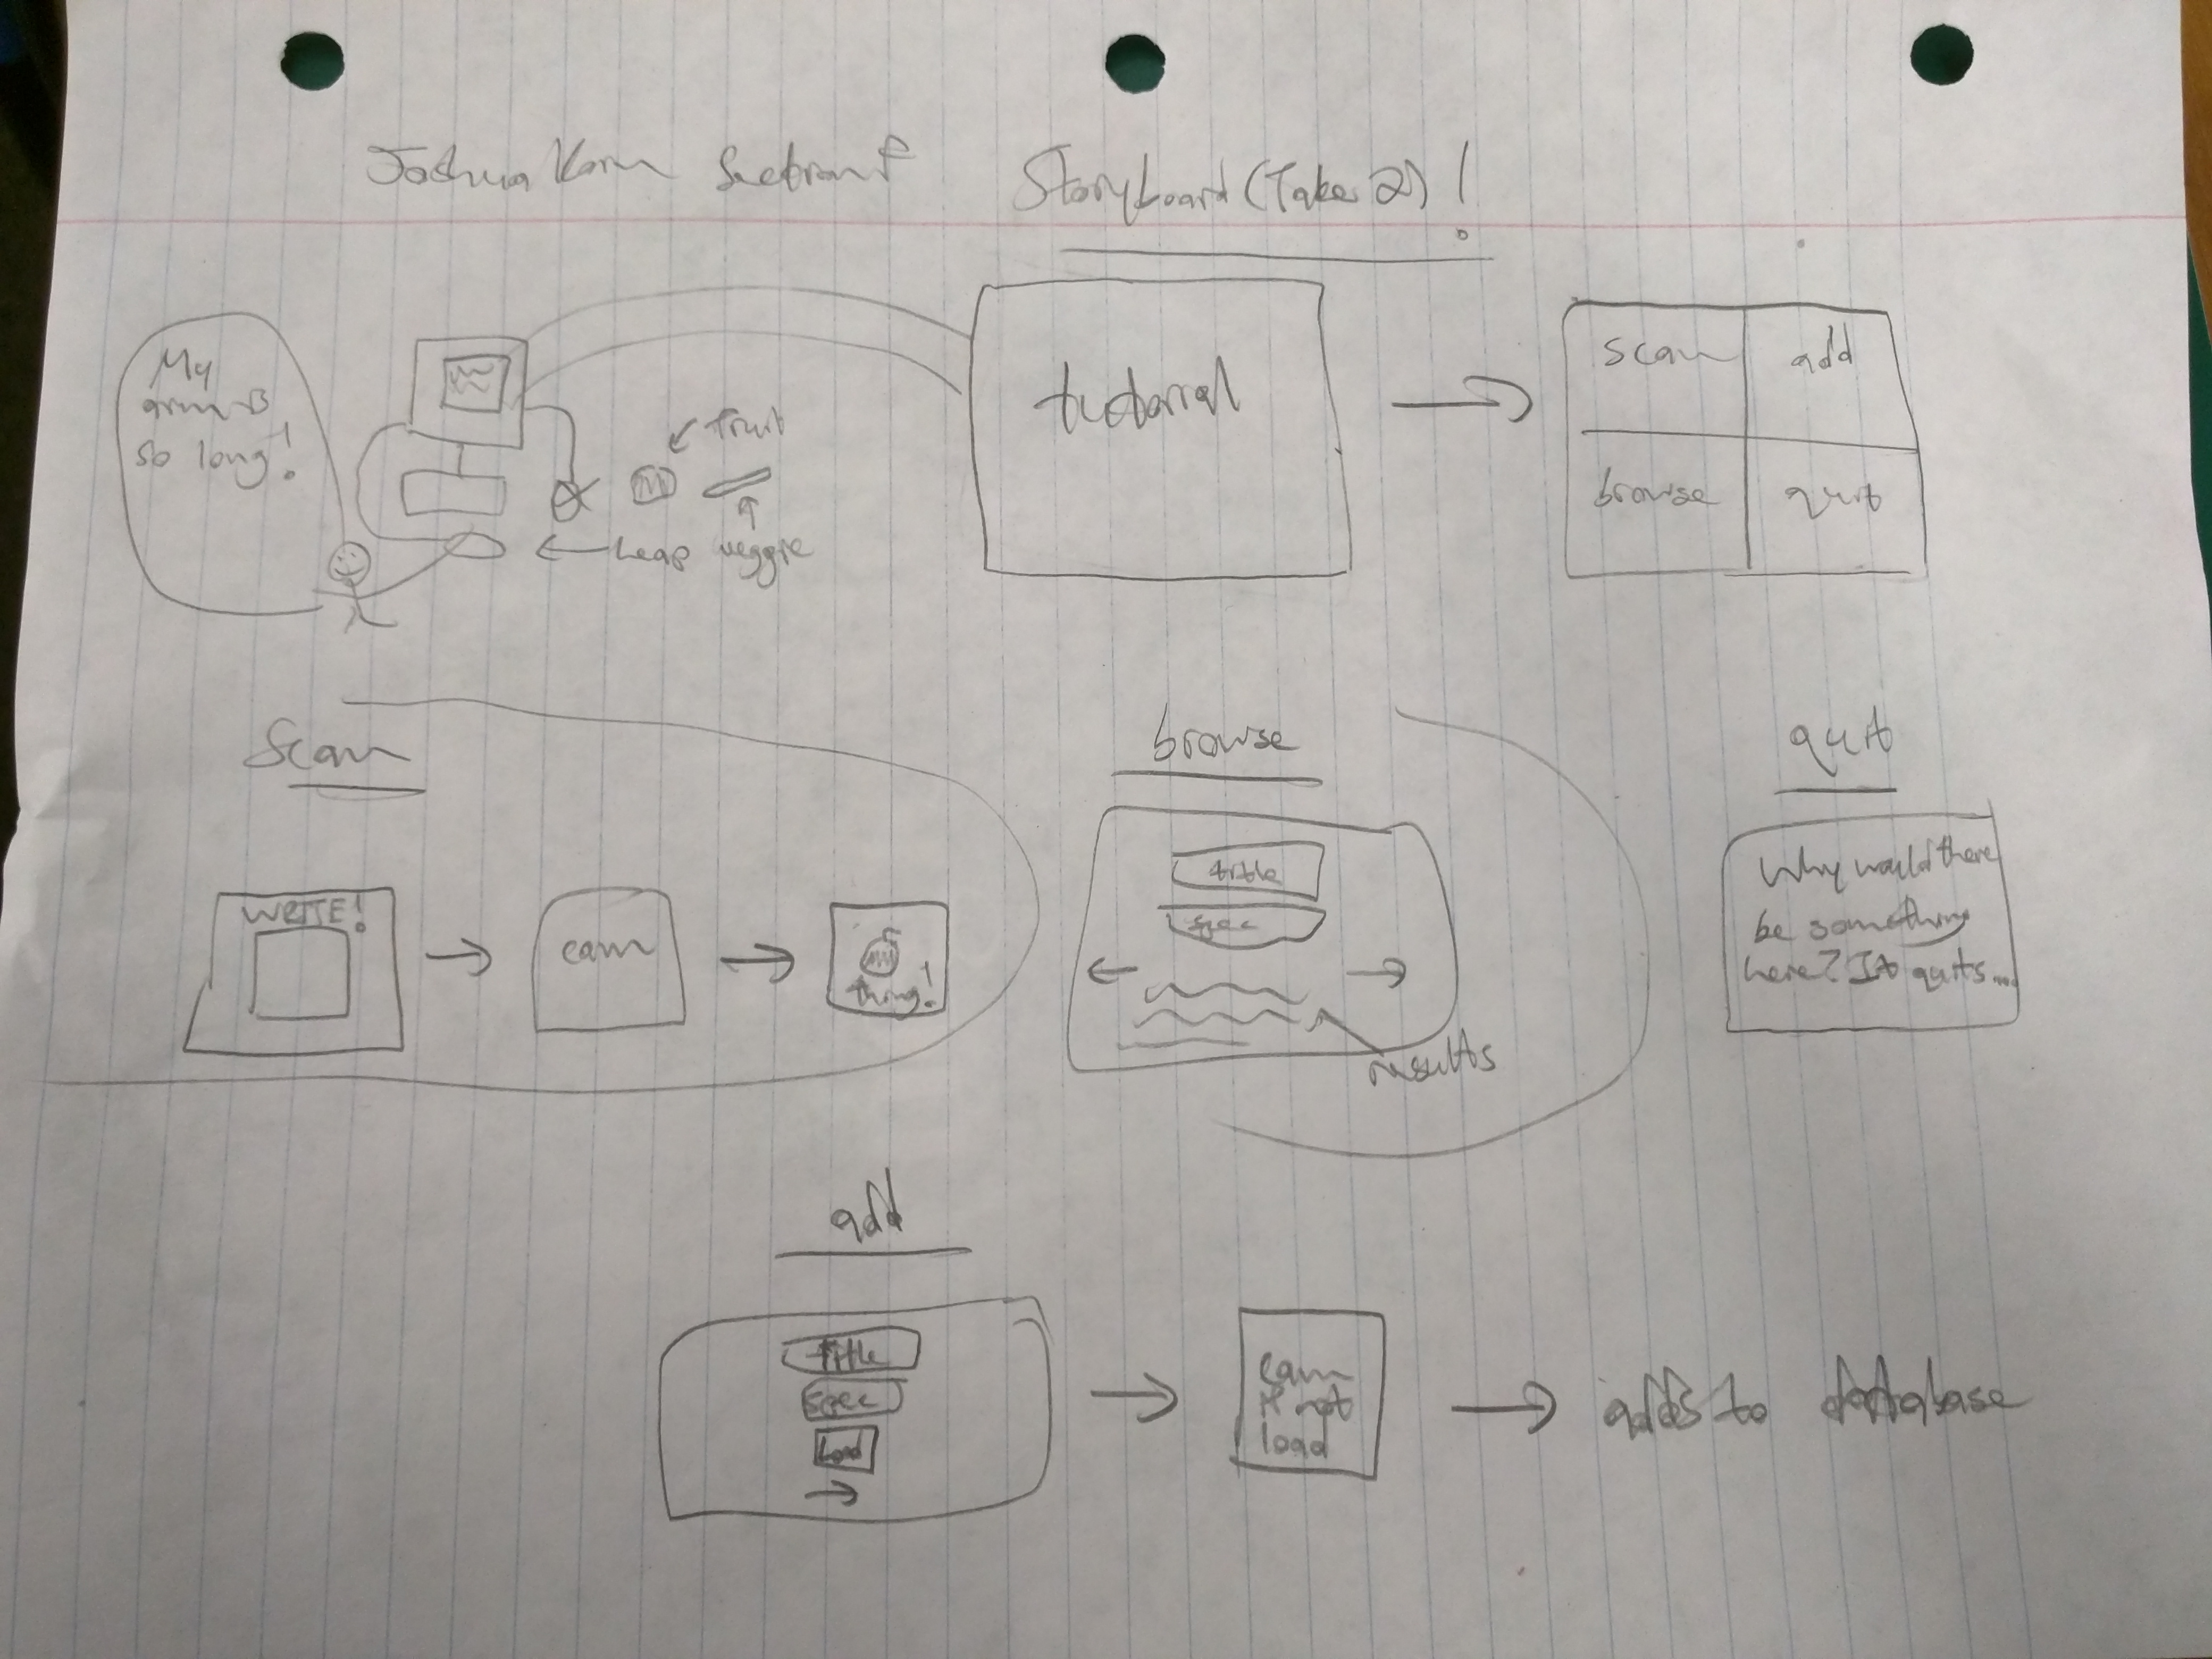 Joshua Storyboard (Take 2)!
My
arm is
so long!
fruit
Leap veggie
tutorial
scan add
browse quit
Scan
WRITE!
cam
thing!
browse
title
spec
results
quit
Why would there
be something
here? It quits...
add
title
spec
Load
cam
if not
load
adds to database